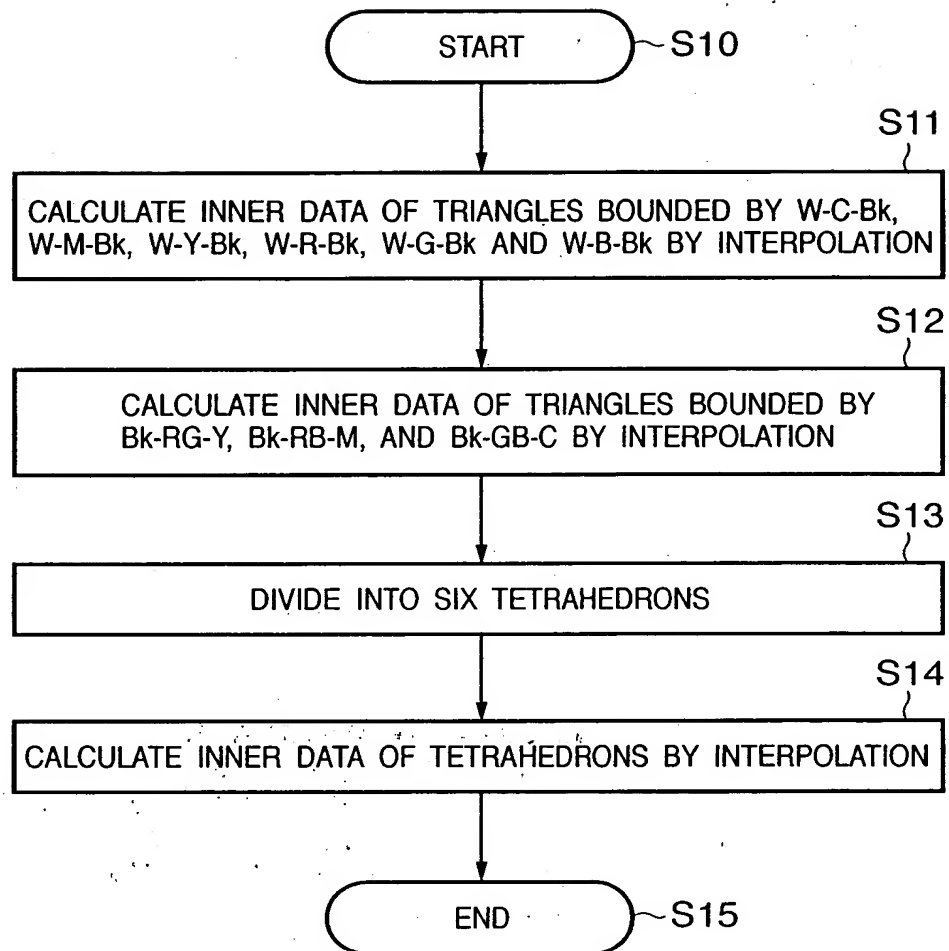 START
S10
S11
CALCULATE INNER DATA OF TRIANGLES BOUNDED BY W-C-Bk,
W-M-Bk, W-Y-Bk, W-R-Bk, W-G-Bk AND W-B-Bk BY INTERPOLATION
S12
CALCULATE INNER DATA OF TRIANGLES BOUNDED BY
Bk-RG-Y, Bk-RB-M, AND Bk-GB-C BY INTERPOLATION
S13
DIVIDE INTO SIX TETRAHEDRONS
S14
CALCULATE INNER DATA OF TETRAHEDRONS BY INTERPOLATION
END
S15